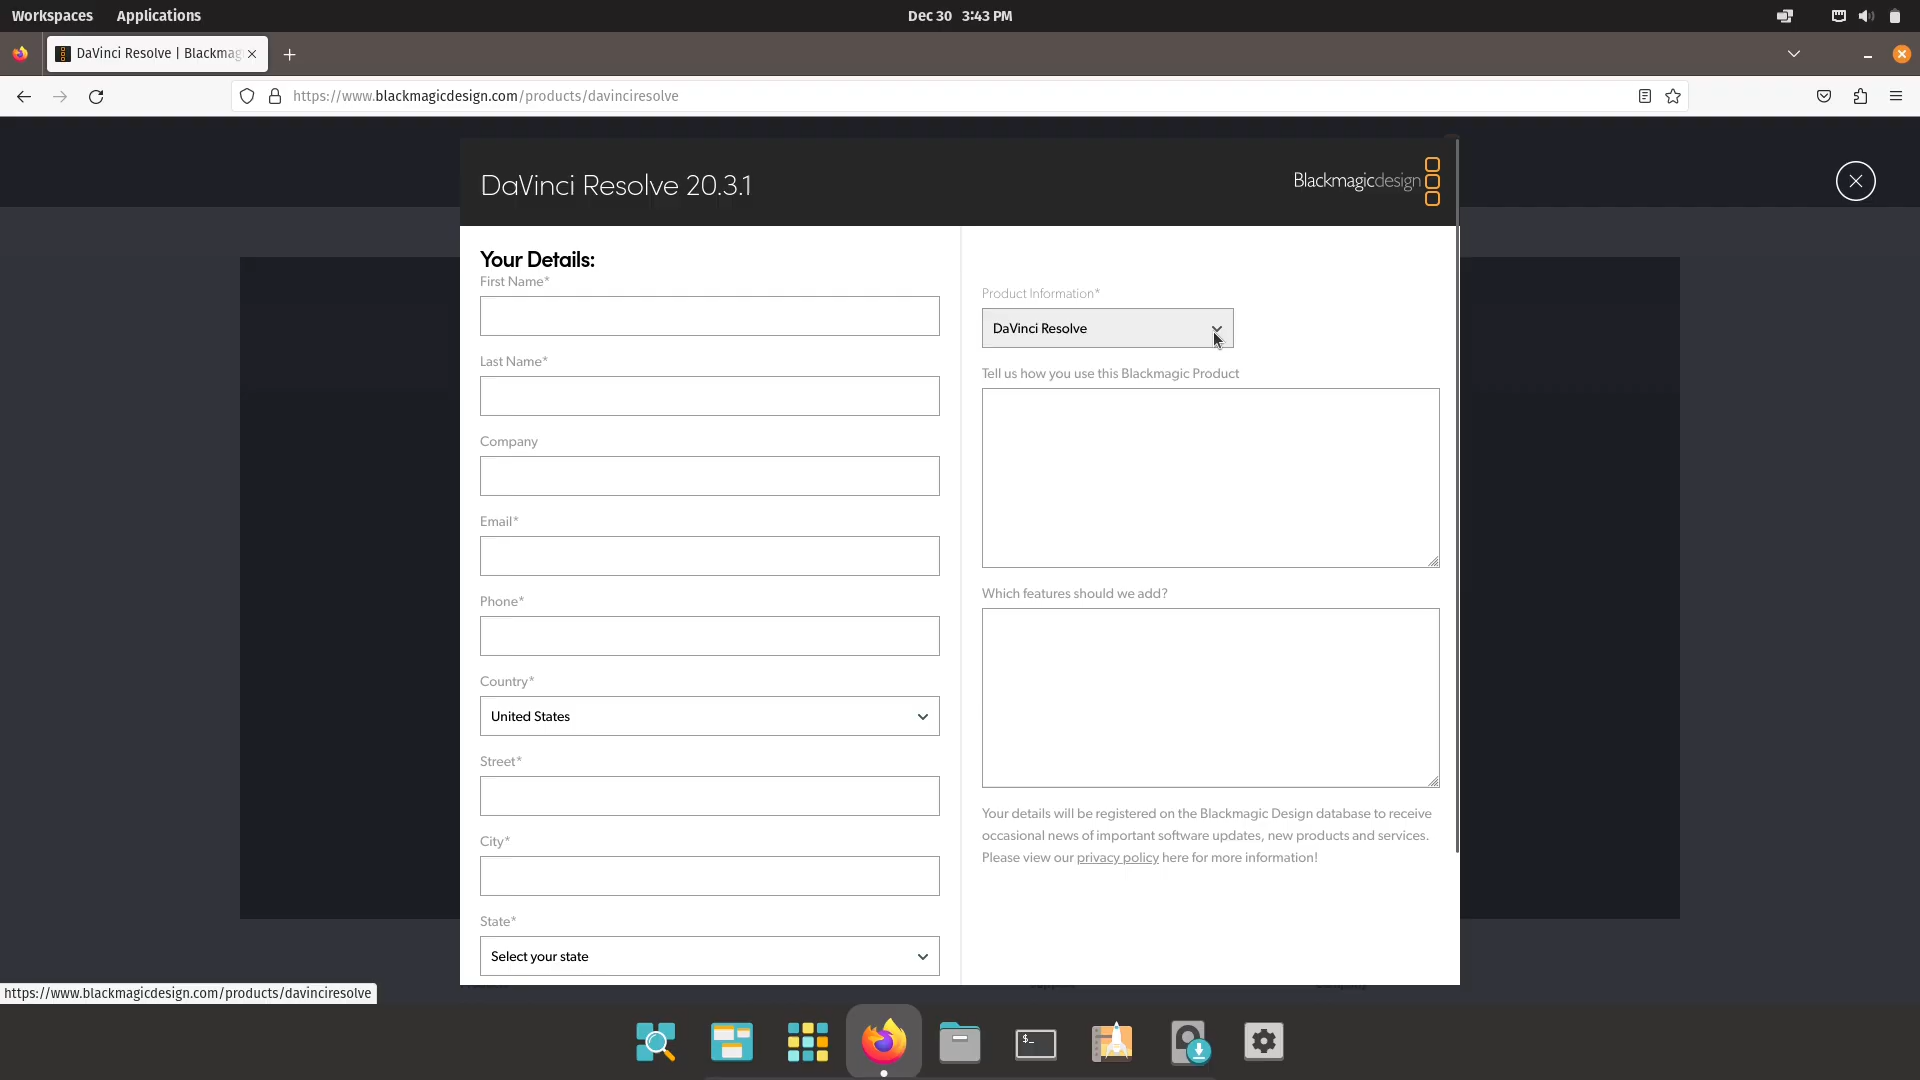 Workspaces Applications Dec 30 3:43 PM
DaVinci Resolve | Blackmag
https://www.blackmagicdesign.com/products/davinciresolve
DaVinci Resolve 20.3.1
Blackmagicdesign
Your Details:
First Name*
Last Name*
Company
Email*
Phone*
Country*
United States
Street*
City*
State*
Select your state
Product Information*
DaVinci Resolve
Tell us how you use this Blackmagic Product
Which features should we add?
Your details will be registered on the Blackmagic Design database to receive
occasional news of important software updates, new products and services.
Please view our privacy policy here for more information!
https://www.blackmagicdesign.com/products/davinciresolve
$_